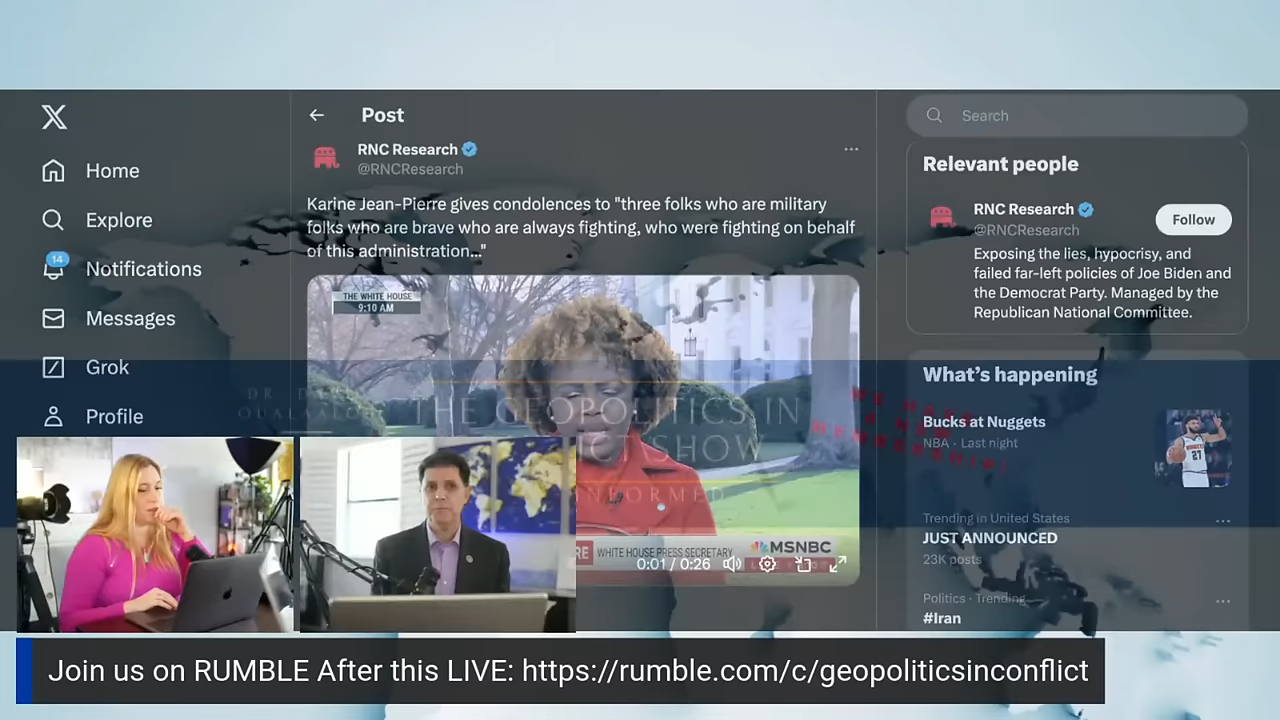 Post
Search
RNC Research
@RNCResearch
Karine Jean-Pierre gives condolences to "three folks who are military
folks who are brave who are always fighting, who were fighting on behalf
of this administration..."
THE WHITE HOUSE
9:10 AM
Home
Explore
14
Notifications
Messages
Grok
Profile
Relevant people
RNC Research
@RNCResearch
Follow
Exposing the lies, hypocrisy, and
failed far-left policies of Joe Biden and
the Democrat Party. Managed by the
Republican National Committee.
What's happening
Bucks at Nuggets
NBA · Last night
27
Trending in United States
JUST ANNOUNCED
23K posts
Politics · Trending
#Iran
THE GEOPOLITICS IN
SHOW
INFORMED
WHITE HOUSE PRESS SECRETARY
MSNBC
0:01 / 0:26
Join us on RUMBLE After this LIVE: https://rumble.com/c/geopoliticsinconflict